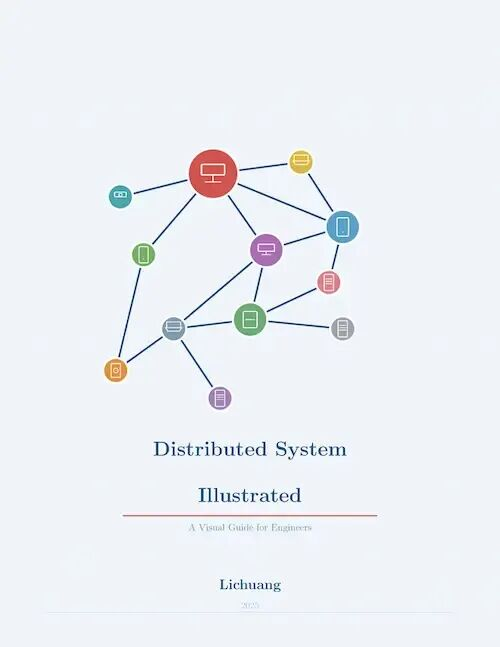 Distributed System
Illustrated
A Visual Guide for Engineers
Lichuang
2025